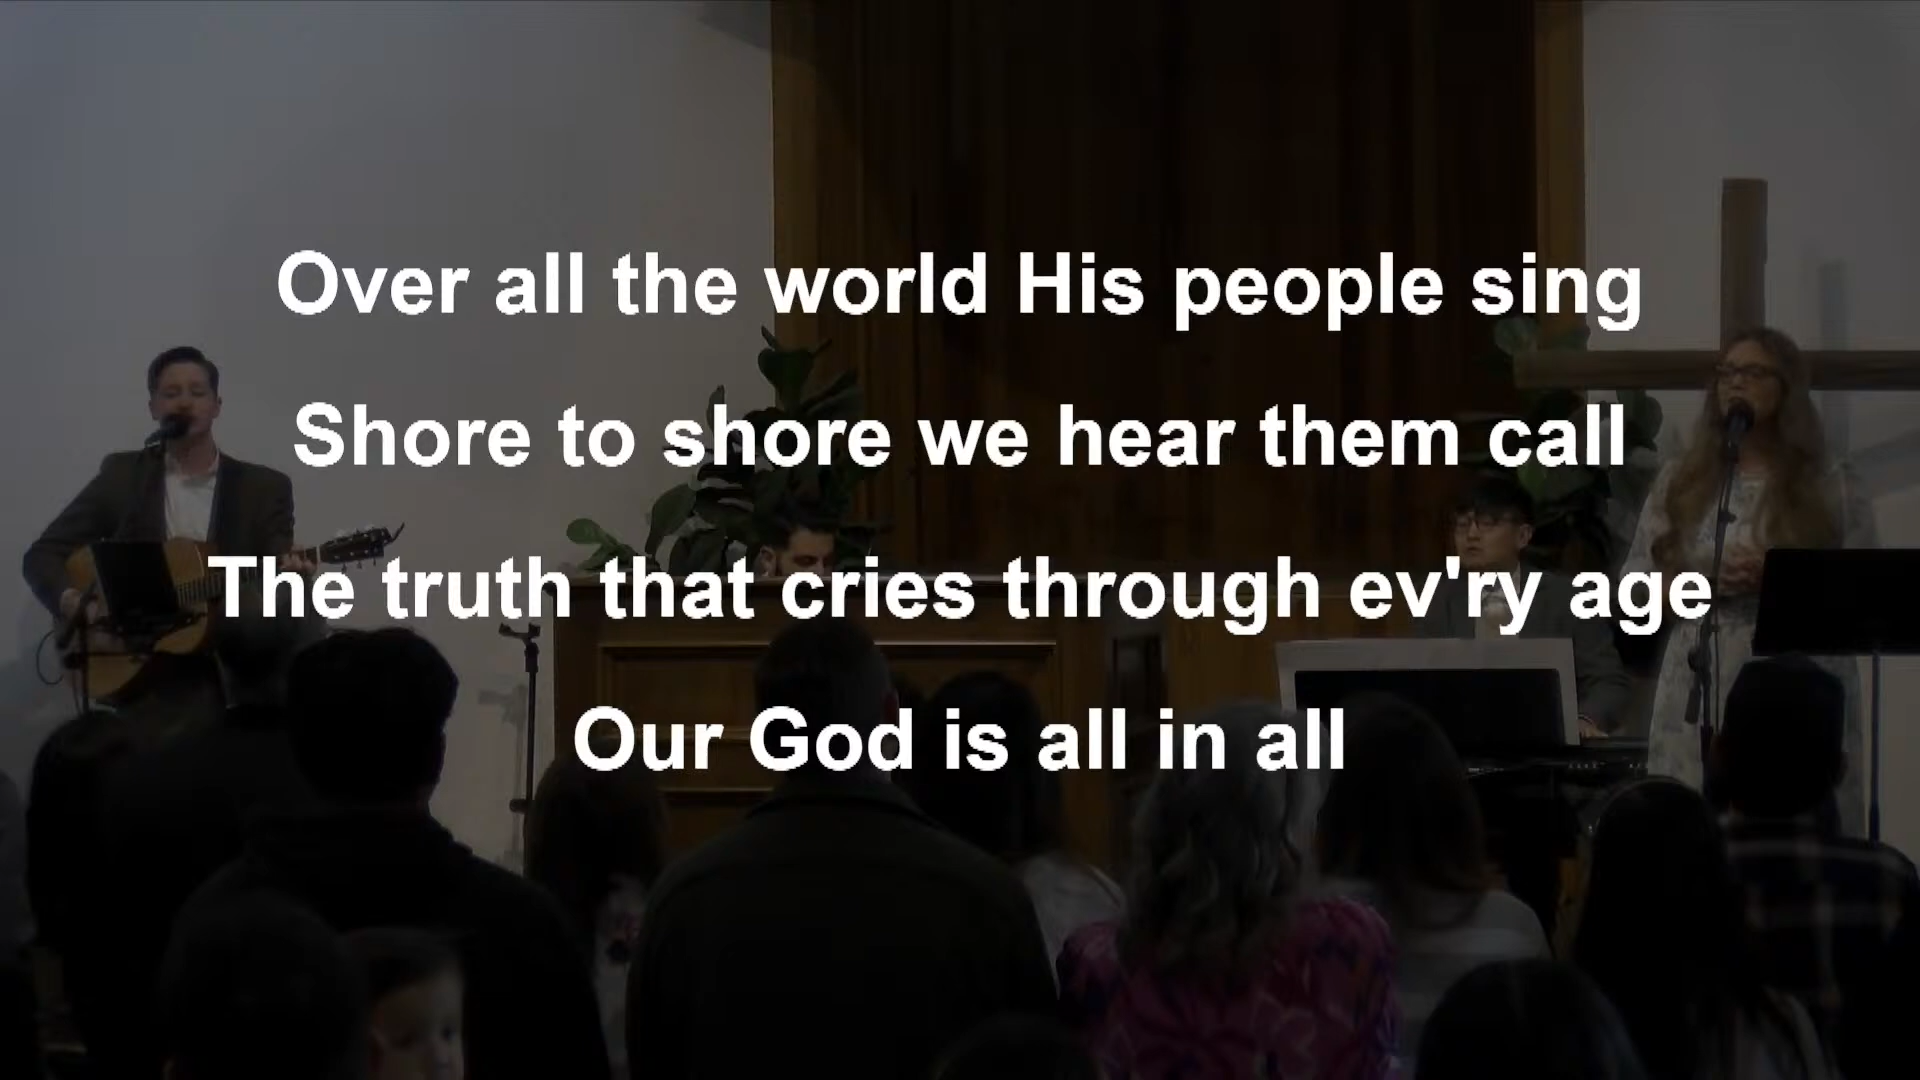 Over all the world His people sing
Shore to shore we hear them call
The truth that cries through ev'ry age
Our God is all in all